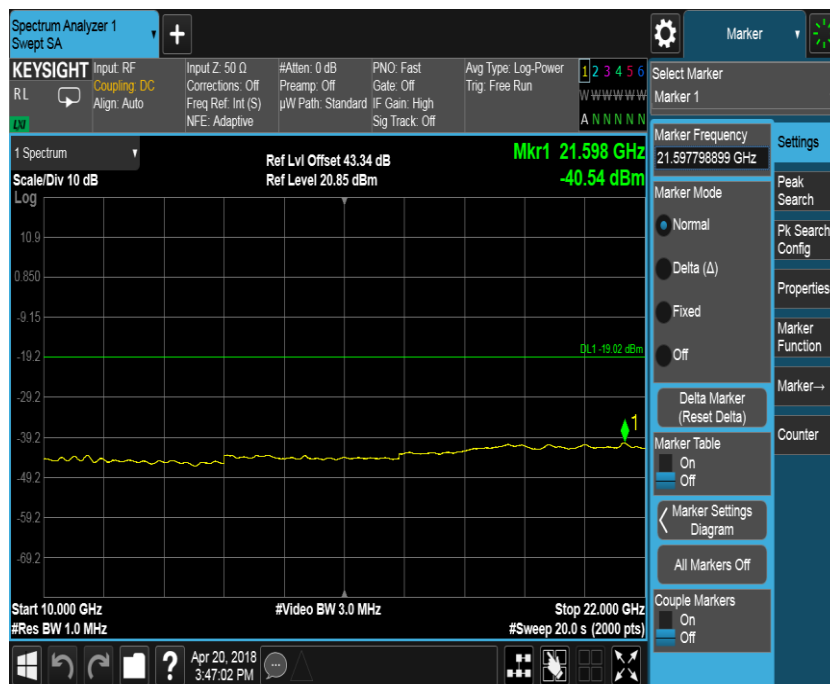 Spectrum Analyzer 1
Swept SA
Marker
KEYSIGHT
RL
LXI
Input: RF
Coupling: DC
Align: Auto
Input Z: 50 Ω
Corrections: Off
Freq Ref: Int (S)
NFE: Adaptive
#Atten: 0 dB
Preamp: Off
µW Path: Standard
PNO: Fast
Gate: Off
IF Gain: High
Sig Track: Off
Avg Type: Log-Power
Trig: Free Run
1 2 3 4 5 6
W W W W W W
A N N N N N
Select Marker
Marker 1
1 Spectrum
Scale/Div 10 dB
Log
Ref Lvl Offset 43.34 dB
Ref Level 20.85 dBm
Mkr1 21.598 GHz
-40.54 dBm
10.9
0.850
-9.15
-19.2
-29.2
-39.2
-49.2
-59.2
-69.2
DL1 -19.02 dBm
1
Start 10.000 GHz
#Res BW 1.0 MHz
#Video BW 3.0 MHz
Stop 22.000 GHz
#Sweep 20.0 s (2000 pts)
Marker Frequency
21.597798899 GHz
Marker Mode
Normal
Delta (Δ)
Fixed
Off
Delta Marker
(Reset Delta)
Marker Table
On
Off
Marker Settings
Diagram
All Markers Off
Couple Markers
On
Off
Settings
Peak
Search
Pk Search
Config
Properties
Marker
Function
Marker→
Counter
?
Apr 20, 2018
3:47:02 PM